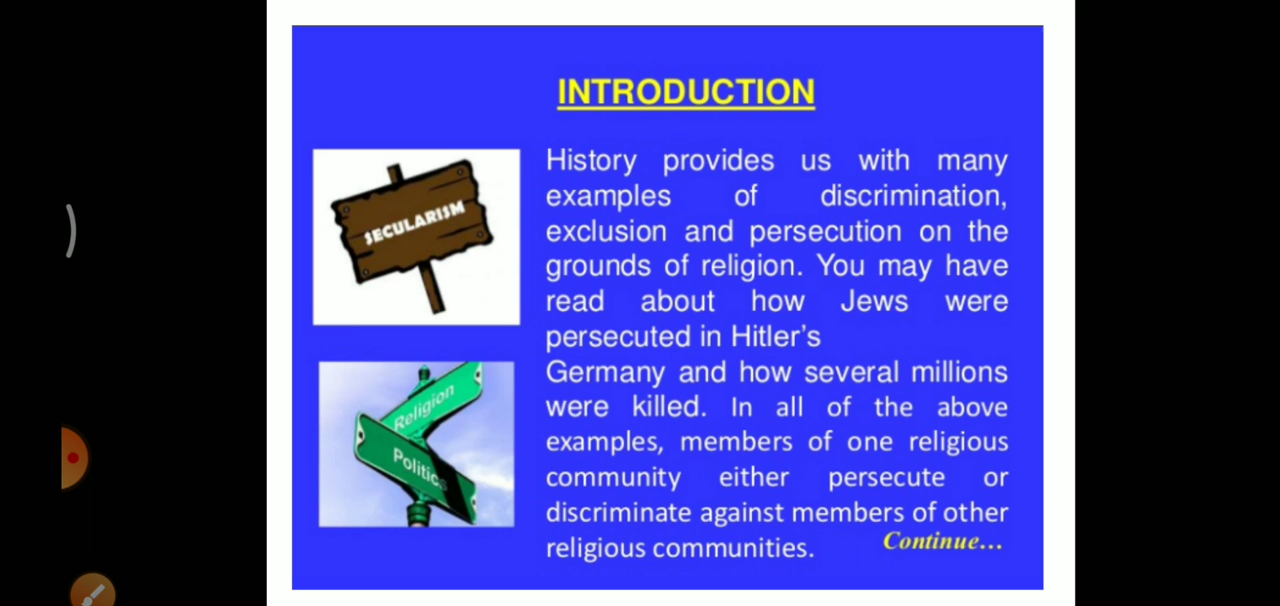 INTRODUCTION
SECULARISM
Religion
Politics
History provides us with many
examples of discrimination,
exclusion and persecution on the
grounds of religion. You may have
read about how Jews were
persecuted in Hitler’s
Germany and how several millions
were killed. In all of the above
examples, members of one religious
community either persecute or
discriminate against members of other
religious communities.
Continue...